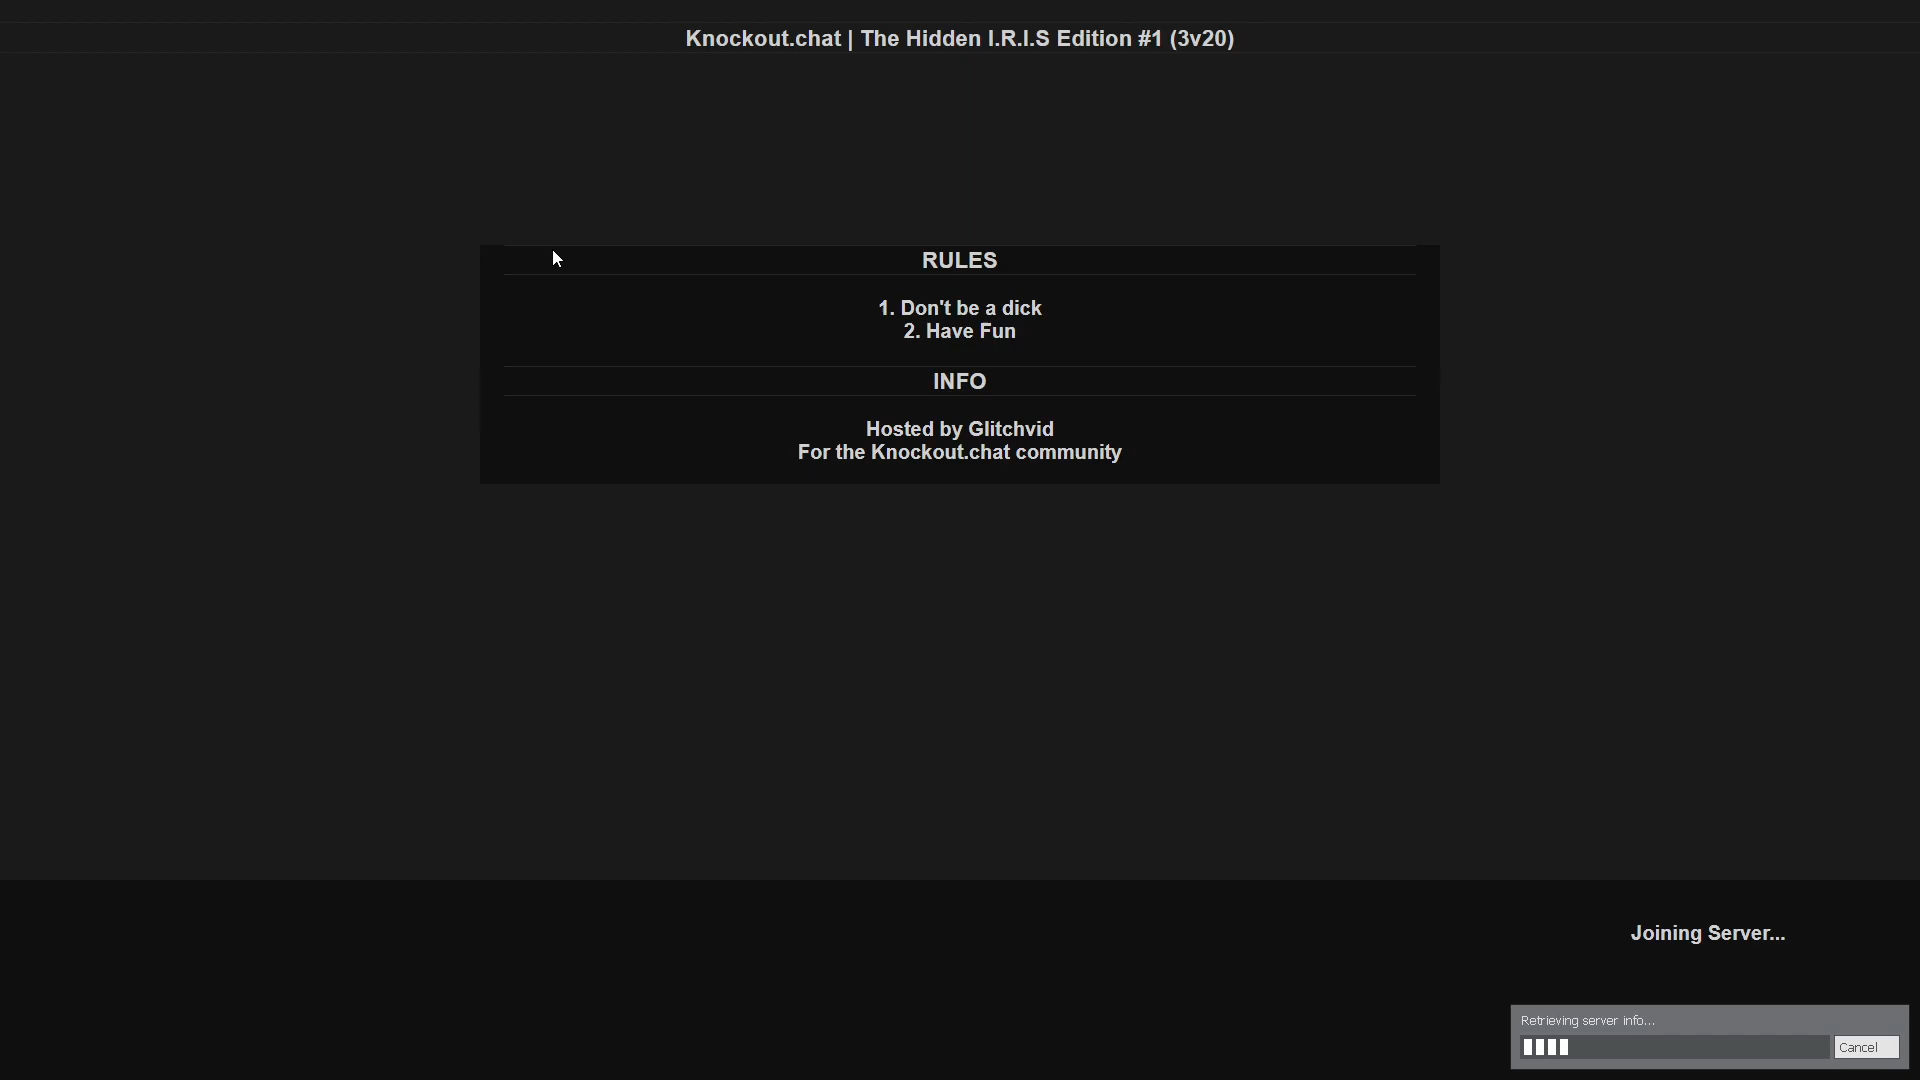 Knockout.chat | The Hidden I.R.I.S Edition #1 (3v20)
RULES
1. Don't be a dick
2. Have Fun
INFO
Hosted by Glitchvid
For the Knockout.chat community
Joining Server...
Retrieving server info...
Cancel